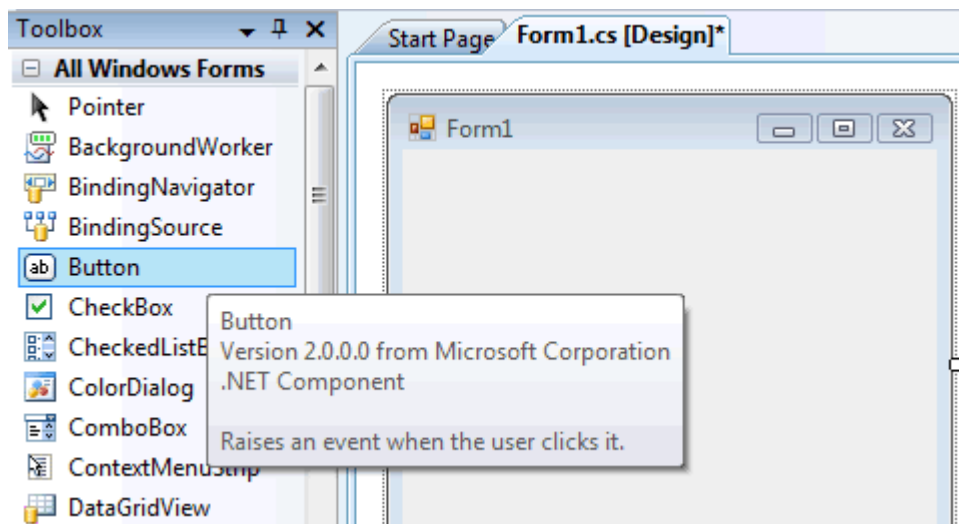 Toolbox
Start Page
Form1.cs [Design]*
All Windows Forms
Pointer
BackgroundWorker
BindingNavigator
BindingSource
ab Button
CheckBox
CheckedListB
ColorDialog
ComboBox
DataGridView
Form1
Button
Version 2.0.0.0 from Microsoft Corporation
.NET Component
Raises an event when the user clicks it.